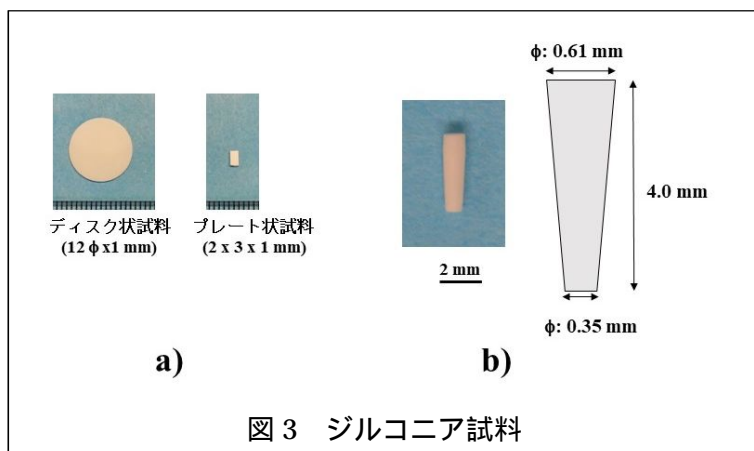 ディスク状試料
(12 φ x1 mm)
プレート状試料
(2 x 3 x 1 mm)
a)
2 mm
φ: 0.61 mm
4.0 mm
φ: 0.35 mm
b)
図 3　ジルコニア試料